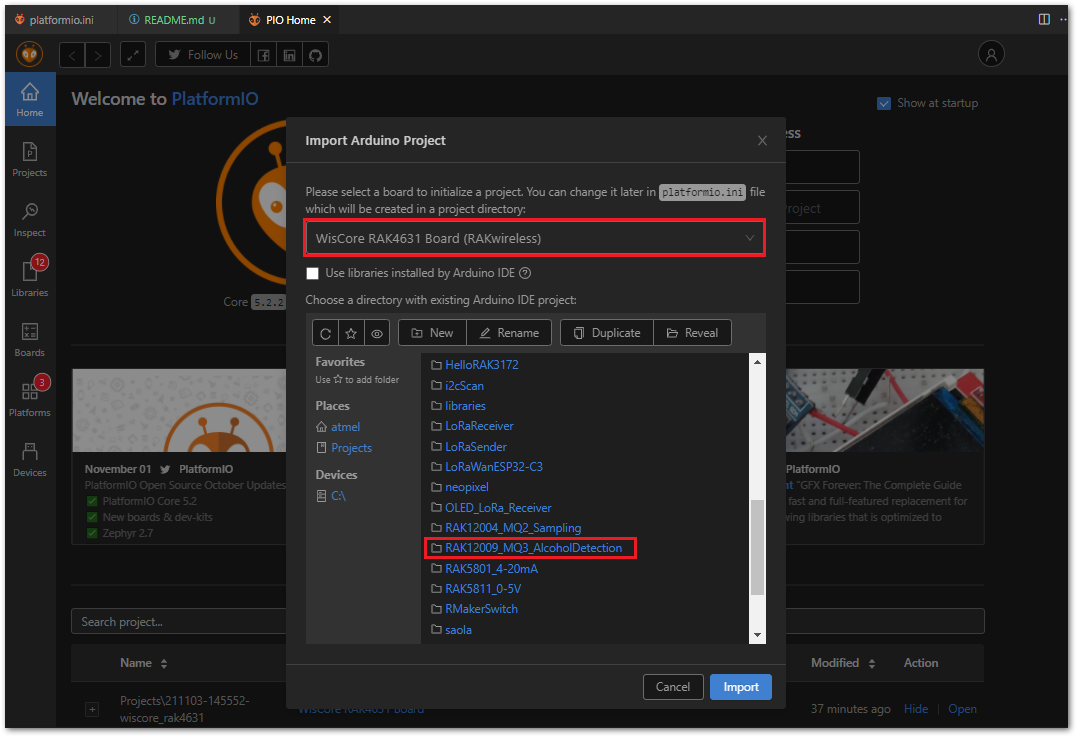 platformio.ini
README.md U
PIO Home
Follow Us
Home
Projects
Inspect
12
Libraries
Boards
3
Platforms
Devices
Welcome to PlatformIO
Show at startup
Core 5.2.2
Import Arduino Project
Please select a board to initialize a project. You can change it later in platformio.ini file
which will be created in a project directory:
WisCore RAK4631 Board (RAKwireless)
Use libraries installed by Arduino IDE
Choose a directory with existing Arduino IDE project:
New
Rename
Duplicate
Reveal
Favorites
Use ☆ to add folder
Places
atmel
Projects
Devices
C:\
HelloRAK3172
i2cScan
libraries
LoRaReceiver
LoRaSender
LoRaWanESP32-C3
neopixel
OLED_LoRa_Receiver
RAK12004_MQ2_Sampling
RAK12009_MQ3_AlcoholDetection
RAK5801_4-20mA
RAK5811_0-5V
RMakerSwitch
saola
Cancel
Import
November 01 PlatformIO
PlatformIO Open Source October Updates
PlatformIO Core 5.2
New boards & dev-kits
Zephyr 2.7
PlatformIO
"GFX Forever: The Complete Guide
fast and full-featured replacement for
libraries that is optimized to
Search project...
Name
Modified
Action
Projects\211103-145552-
wiscore_rak4631
WisCore RAK4631 Board
37 minutes ago
Hide
Open